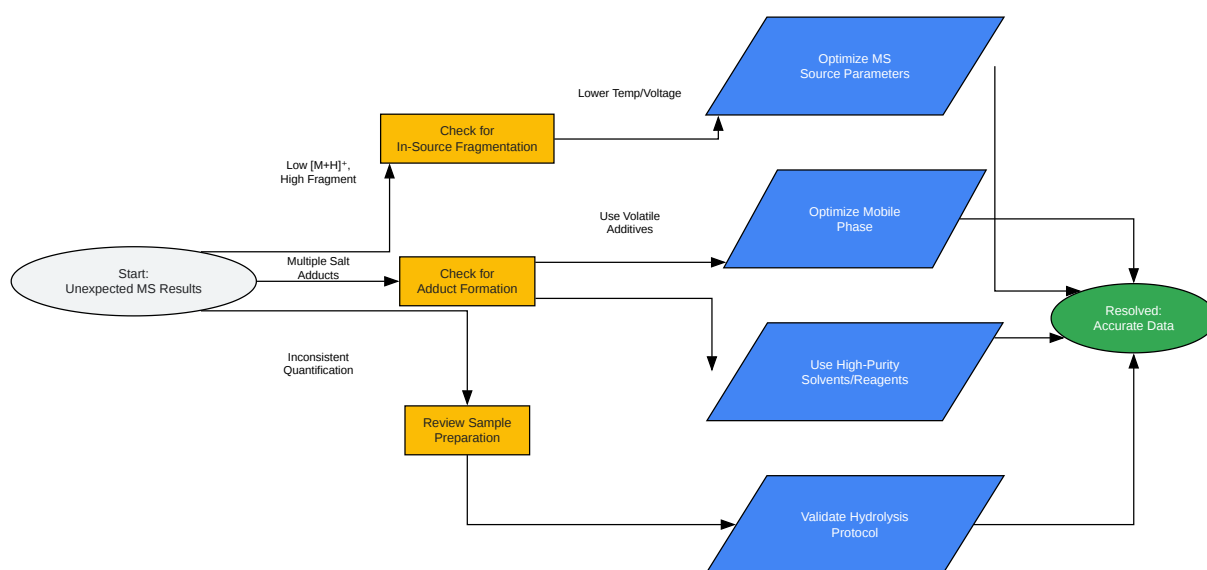 Optimize MS
Source Parameters
Lower Temp/Voltage
Check for
In-Source Fragmentation
Low [M+H]⁺,
High Fragment
Optimize Mobile
Phase
Use Volatile
Additives
Multiple Salt
Adducts
Start:
Unexpected MS Results
Check for
Adduct Formation
Resolved:
Accurate Data
Inconsistent
Quantification
Use High-Purity
Solvents/Reagents
Review Sample
Preparation
Validate Hydrolysis
Protocol